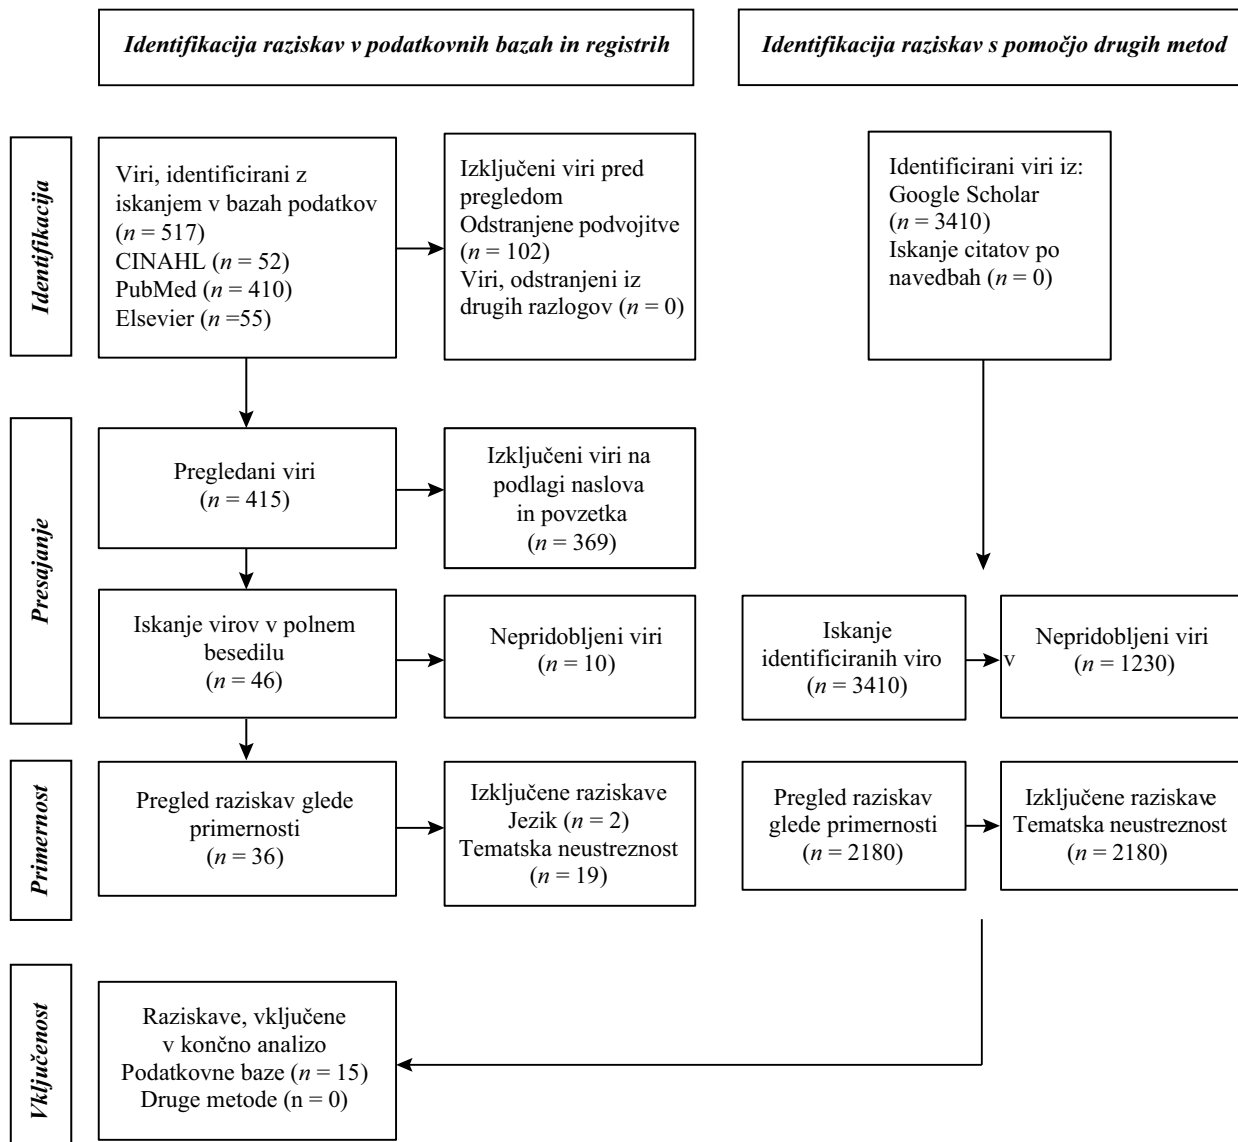 Identifikacija raziskav v podatkovnih bazah in registrih
Identifikacija raziskav s pomočjo drugih metod
Identifikacija
Viri, identificirani z
iskanjem v bazah podatkov
(n = 517)
CINAHL (n = 52)
PubMed (n = 410)
Elsevier (n =55)
Izključeni viri pred
pregledom
Odstranjene podvojitve
(n = 102)
Viri, odstranjeni iz
drugih razlogov (n = 0)
Identificirani viri iz:
Google Scholar
(n = 3410)
Iskanje citatov po
navedbah (n = 0)
Presajanje
Pregledani viri
(n = 415)
Izključeni viri na
podlagi naslova
in povzetka
(n = 369)
Iskanje virov v polnem
besedilu
(n = 46)
Nepridobljeni viri
(n = 10)
Iskanje
identificiranih viro
(n = 3410)
v
Nepridobljeni viri
(n = 1230)
Primernost
Pregled raziskav glede
primernosti
(n = 36)
Izključene raziskave
Jezik (n = 2)
Tematska neustreznost
(n = 19)
Pregled raziskav
glede primernosti
(n = 2180)
Izključene raziskave
Tematska neustreznost
(n = 2180)
Vključenost
Raziskave, vključene
v končno analizo
Podatkovne baze (n = 15)
Druge metode (n = 0)